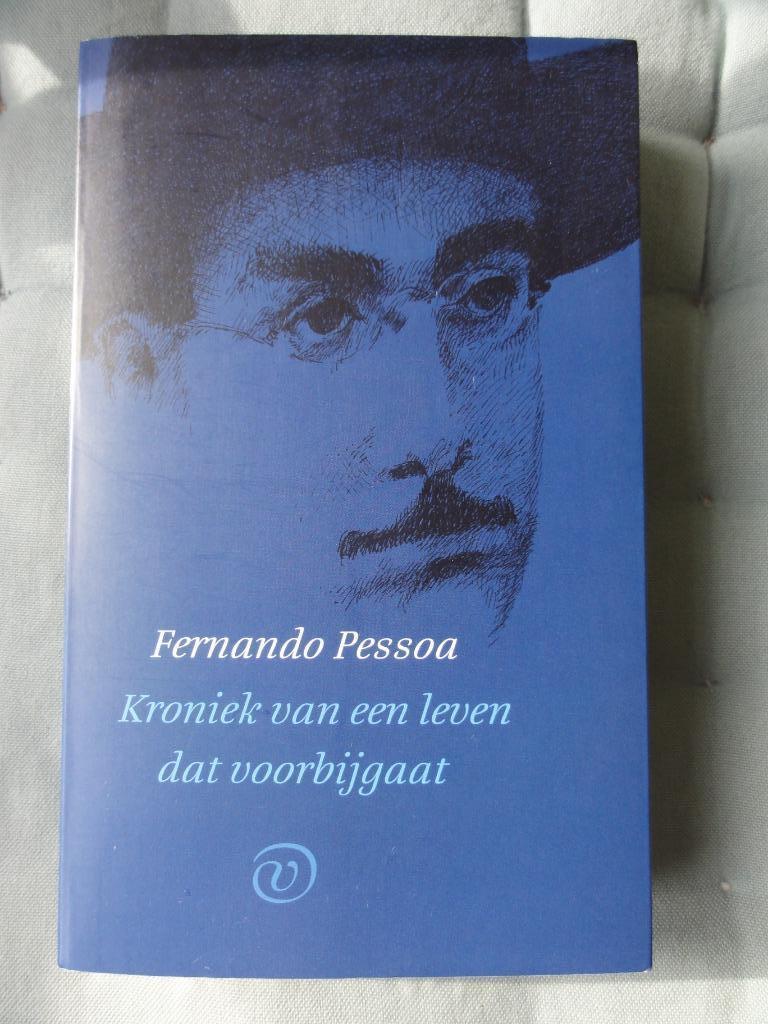 Fernando Pessoa
Kroniek van een leven
dat voorbijgaat
v